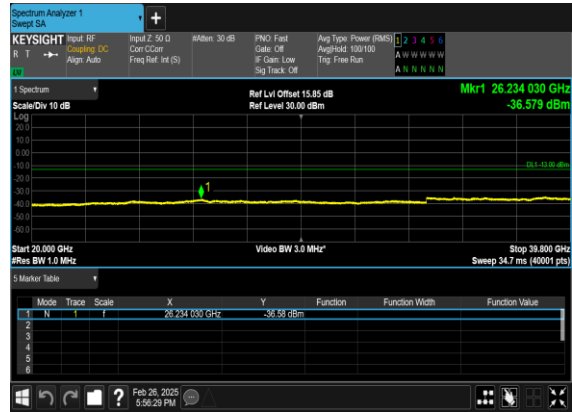 Spectrum Analyzer 1
Swept SA
KEYSIGHT Input: RF Input Z: 50 Ω #Atten: 30 dB PNO: Fast Avg Type: Power (RMS) 1 2 3 4 5 6
R T Coupling: DC Corr CCorr Gate: Off Avg|Hold: 100/100 A W W W W W
Align: Auto Freq Ref: Int (S) IF Gain: Low Trig: Free Run A N N N N N
Sig Track: Off
1 Spectrum Ref Lvl Offset 15.85 dB Mkr1 26.234 030 GHz
Scale/Div 10 dB Ref Level 30.00 dBm -36.579 dBm
Log
20.0
10.0
0.00
-10.0
DL1 -13.00 dBm
-20.0
-30.0
1
-40.0
-50.0
-60.0
Start 20.000 GHz Video BW 3.0 MHz* Stop 39.800 GHz
#Res BW 1.0 MHz Sweep 34.7 ms (40001 pts)
5 Marker Table
Mode Trace Scale X Y Function Function Width Function Value
1 N 1 f 26.234 030 GHz -36.58 dBm
2
3
4
5
6
? Feb 26, 2025
5:56:29 PM